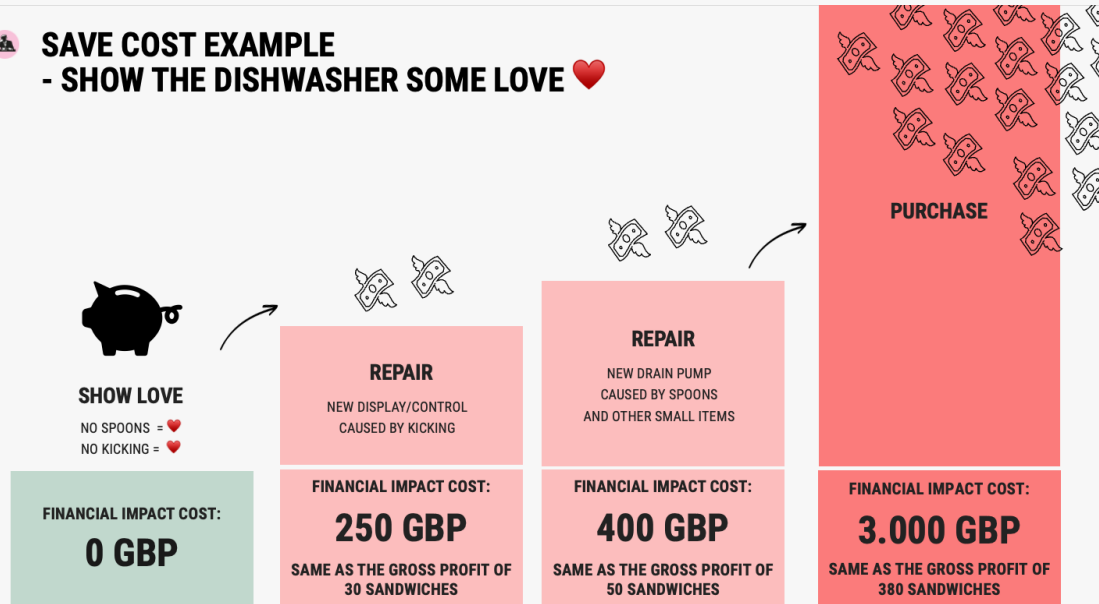 SAVE COST EXAMPLE
- SHOW THE DISHWASHER SOME LOVE ❤️
SHOW LOVE
NO SPOONS = ❤️
NO KICKING = ❤️
FINANCIAL IMPACT COST:
0 GBP
REPAIR
NEW DISPLAY/CONTROL
CAUSED BY KICKING
FINANCIAL IMPACT COST:
250 GBP
SAME AS THE GROSS PROFIT OF
30 SANDWICHES
REPAIR
NEW DRAIN PUMP
CAUSED BY SPOONS
AND OTHER SMALL ITEMS
FINANCIAL IMPACT COST:
400 GBP
SAME AS THE GROSS PROFIT OF
50 SANDWICHES
PURCHASE
FINANCIAL IMPACT COST:
3.000 GBP
SAME AS THE GROSS PROFIT OF
380 SANDWICHES